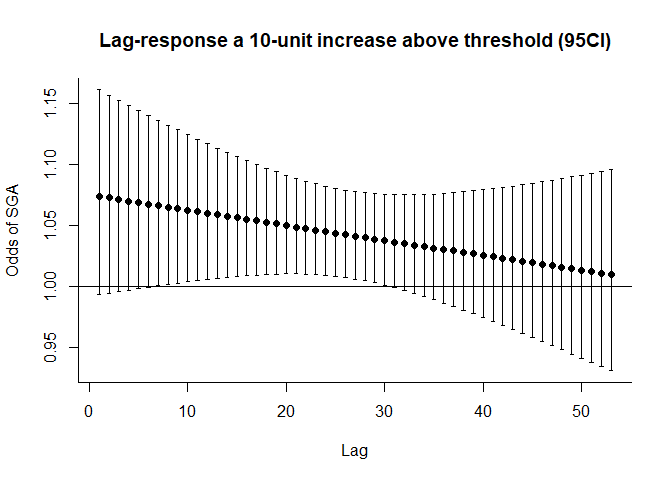 Lag-response a 10-unit increase above threshold (95CI)
Odds of SGA
1.15
1.10
1.05
1.00
0.95
0 10 20 30 40 50
Lag